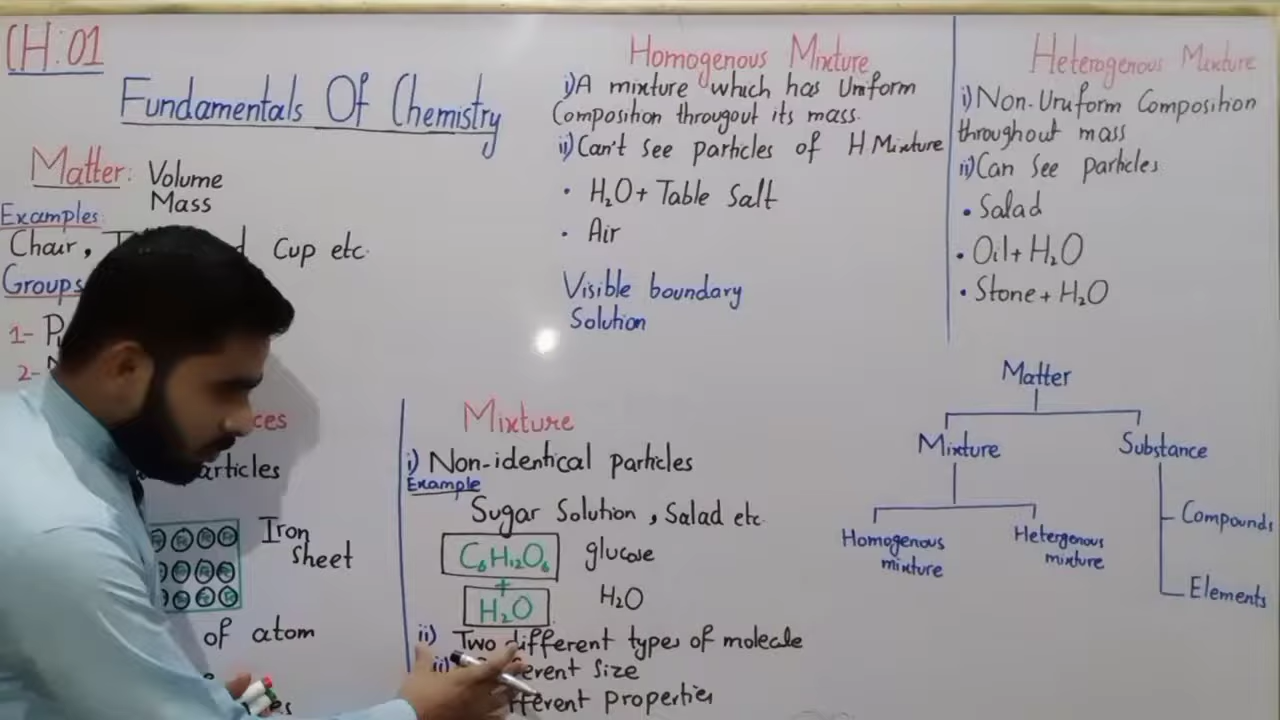 CH:01
Fundamentals Of Chemistry
Matter: Volume
Mass
Examples:
Chair, Cup etc.
Groups
1-
2-
ces
articles
Iron
sheet
of atom
es
Mixture
i) Non-identical particles
Example
Sugar Solution, Salad etc.
C6H12O6 glucose
+
H2O H2O
ii) Two different types of molecule
ii) erent Size
fferent properties
Homogenous Mixture
i) A mixture which has Uniform
Composition througout its mass.
ii) Can't see particles of H Mixture
• H2O + Table Salt
• Air
Visible boundary
Solution
Heterogenous Mixture
i) Non-Uniform Composition
throughout mass
ii) Can See particles
• Salad
• Oil + H2O
• Stone + H2O
Matter
Mixture Substance
Compounds
Elements
Homogenous
mixture
Hetergenous
mixture